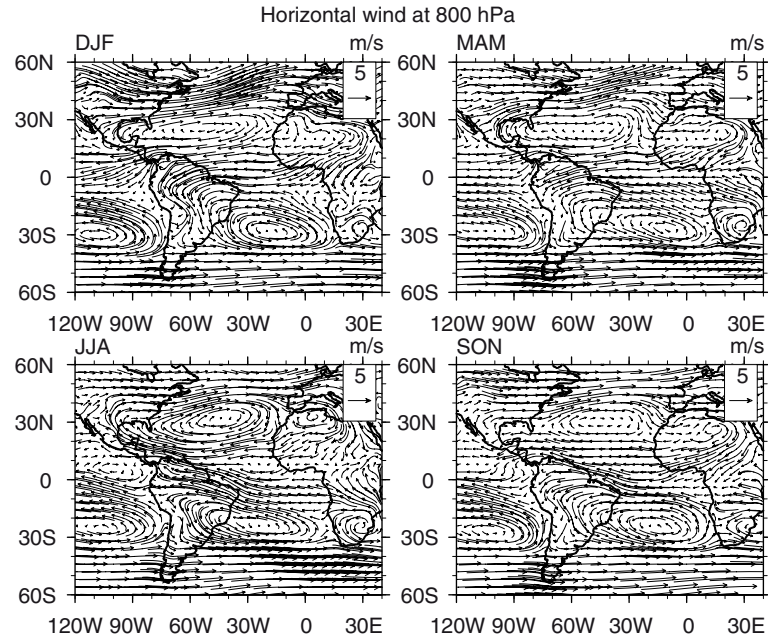 Horizontal wind at 800 hPa
DJF m/s MAM m/s
5 5
60N 60N
30N 30N
0 0
30S 30S
60S 60S
120W 90W 60W 30W 0 30E 120W 90W 60W 30W 0 30E
JJA m/s SON m/s
5 5
60N 60N
30N 30N
0 0
30S 30S
60S 60S
120W 90W 60W 30W 0 30E 120W 90W 60W 30W 0 30E